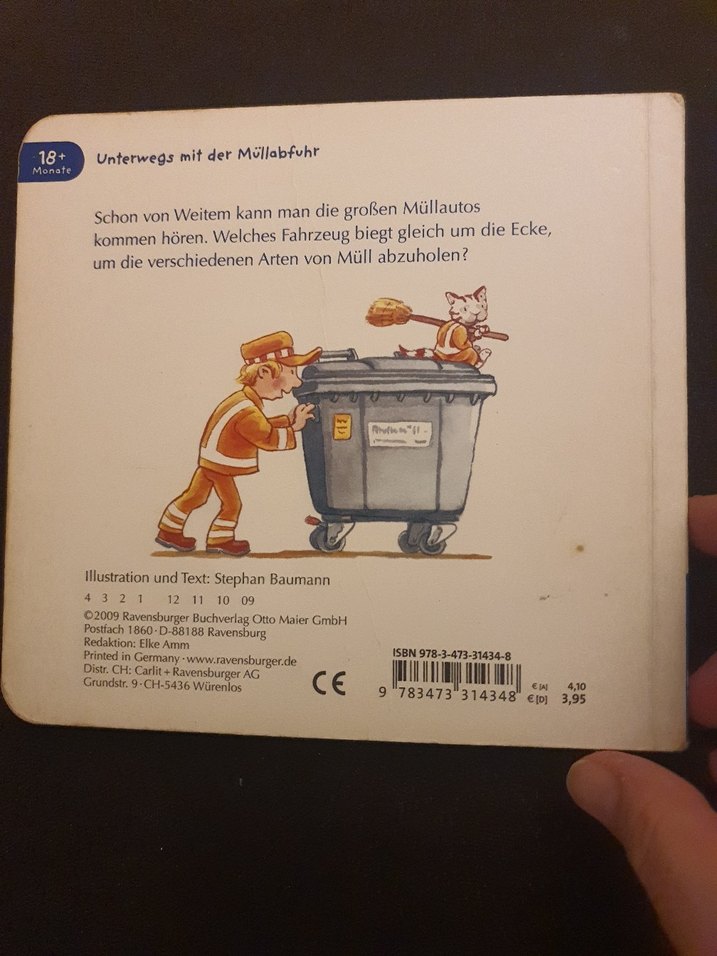 18+
Monate
Unterwegs mit der Müllabfuhr
Schon von Weitem kann man die großen Müllautos
kommen hören. Welches Fahrzeug biegt gleich um die Ecke,
um die verschiedenen Arten von Müll abzuholen?
Illustration und Text: Stephan Baumann
4 3 2 1 12 11 10 09
©2009 Ravensburger Buchverlag Otto Maier GmbH
Postfach 1860 · D-88188 Ravensburg
Redaktion: Elke Amm
Printed in Germany · www.ravensburger.de
Distr. CH: Carlit + Ravensburger AG
Grundstr. 9 · CH-5436 Würenlos
CE
ISBN 978-3-473-31434-8
9 783473 314348
€ [A] 4,10
€ [D] 3,95